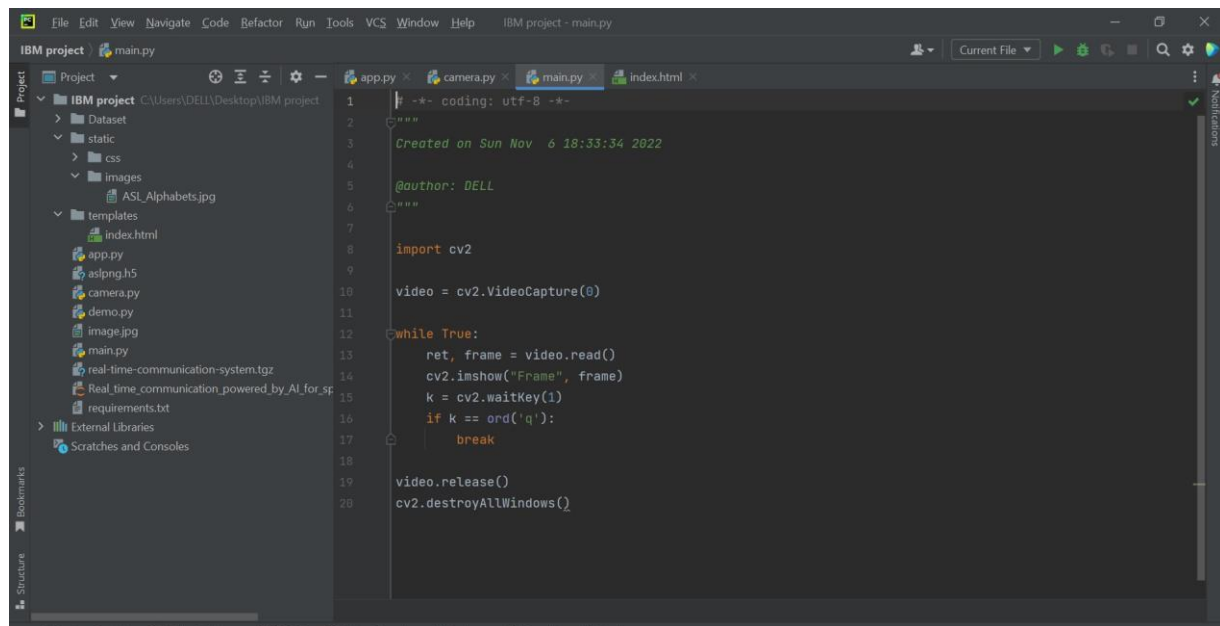 PC
File Edit View Navigate Code Refactor Run Tools VCS Window Help IBM project - main.py
IBM project main.py Current File
Project app.py camera.py main.py index.html
Project
IBM project C:\Users\DELL\Desktop\IBM project
Dataset
static
css
images
ASL_Alphabets.jpg
templates
index.html
app.py
aslpng.h5
camera.py
demo.py
image.jpg
main.py
real-time-communication-system.tgz
Real_time_communication_powered_by_AI_for_sp
requirements.txt
External Libraries
Scratches and Consoles
1 # -*- coding: utf-8 -*-
2 """
3 Created on Sun Nov  6 18:33:34 2022
4
5 @author: DELL
6 """
7
8 import cv2
9
10 video = cv2.VideoCapture(0)
11
12 while True:
13     ret, frame = video.read()
14     cv2.imshow("Frame", frame)
15     k = cv2.waitKey(1)
16     if k == ord('q'):
17         break
18
19 video.release()
20 cv2.destroyAllWindows()
Notifications
Bookmarks
Structure